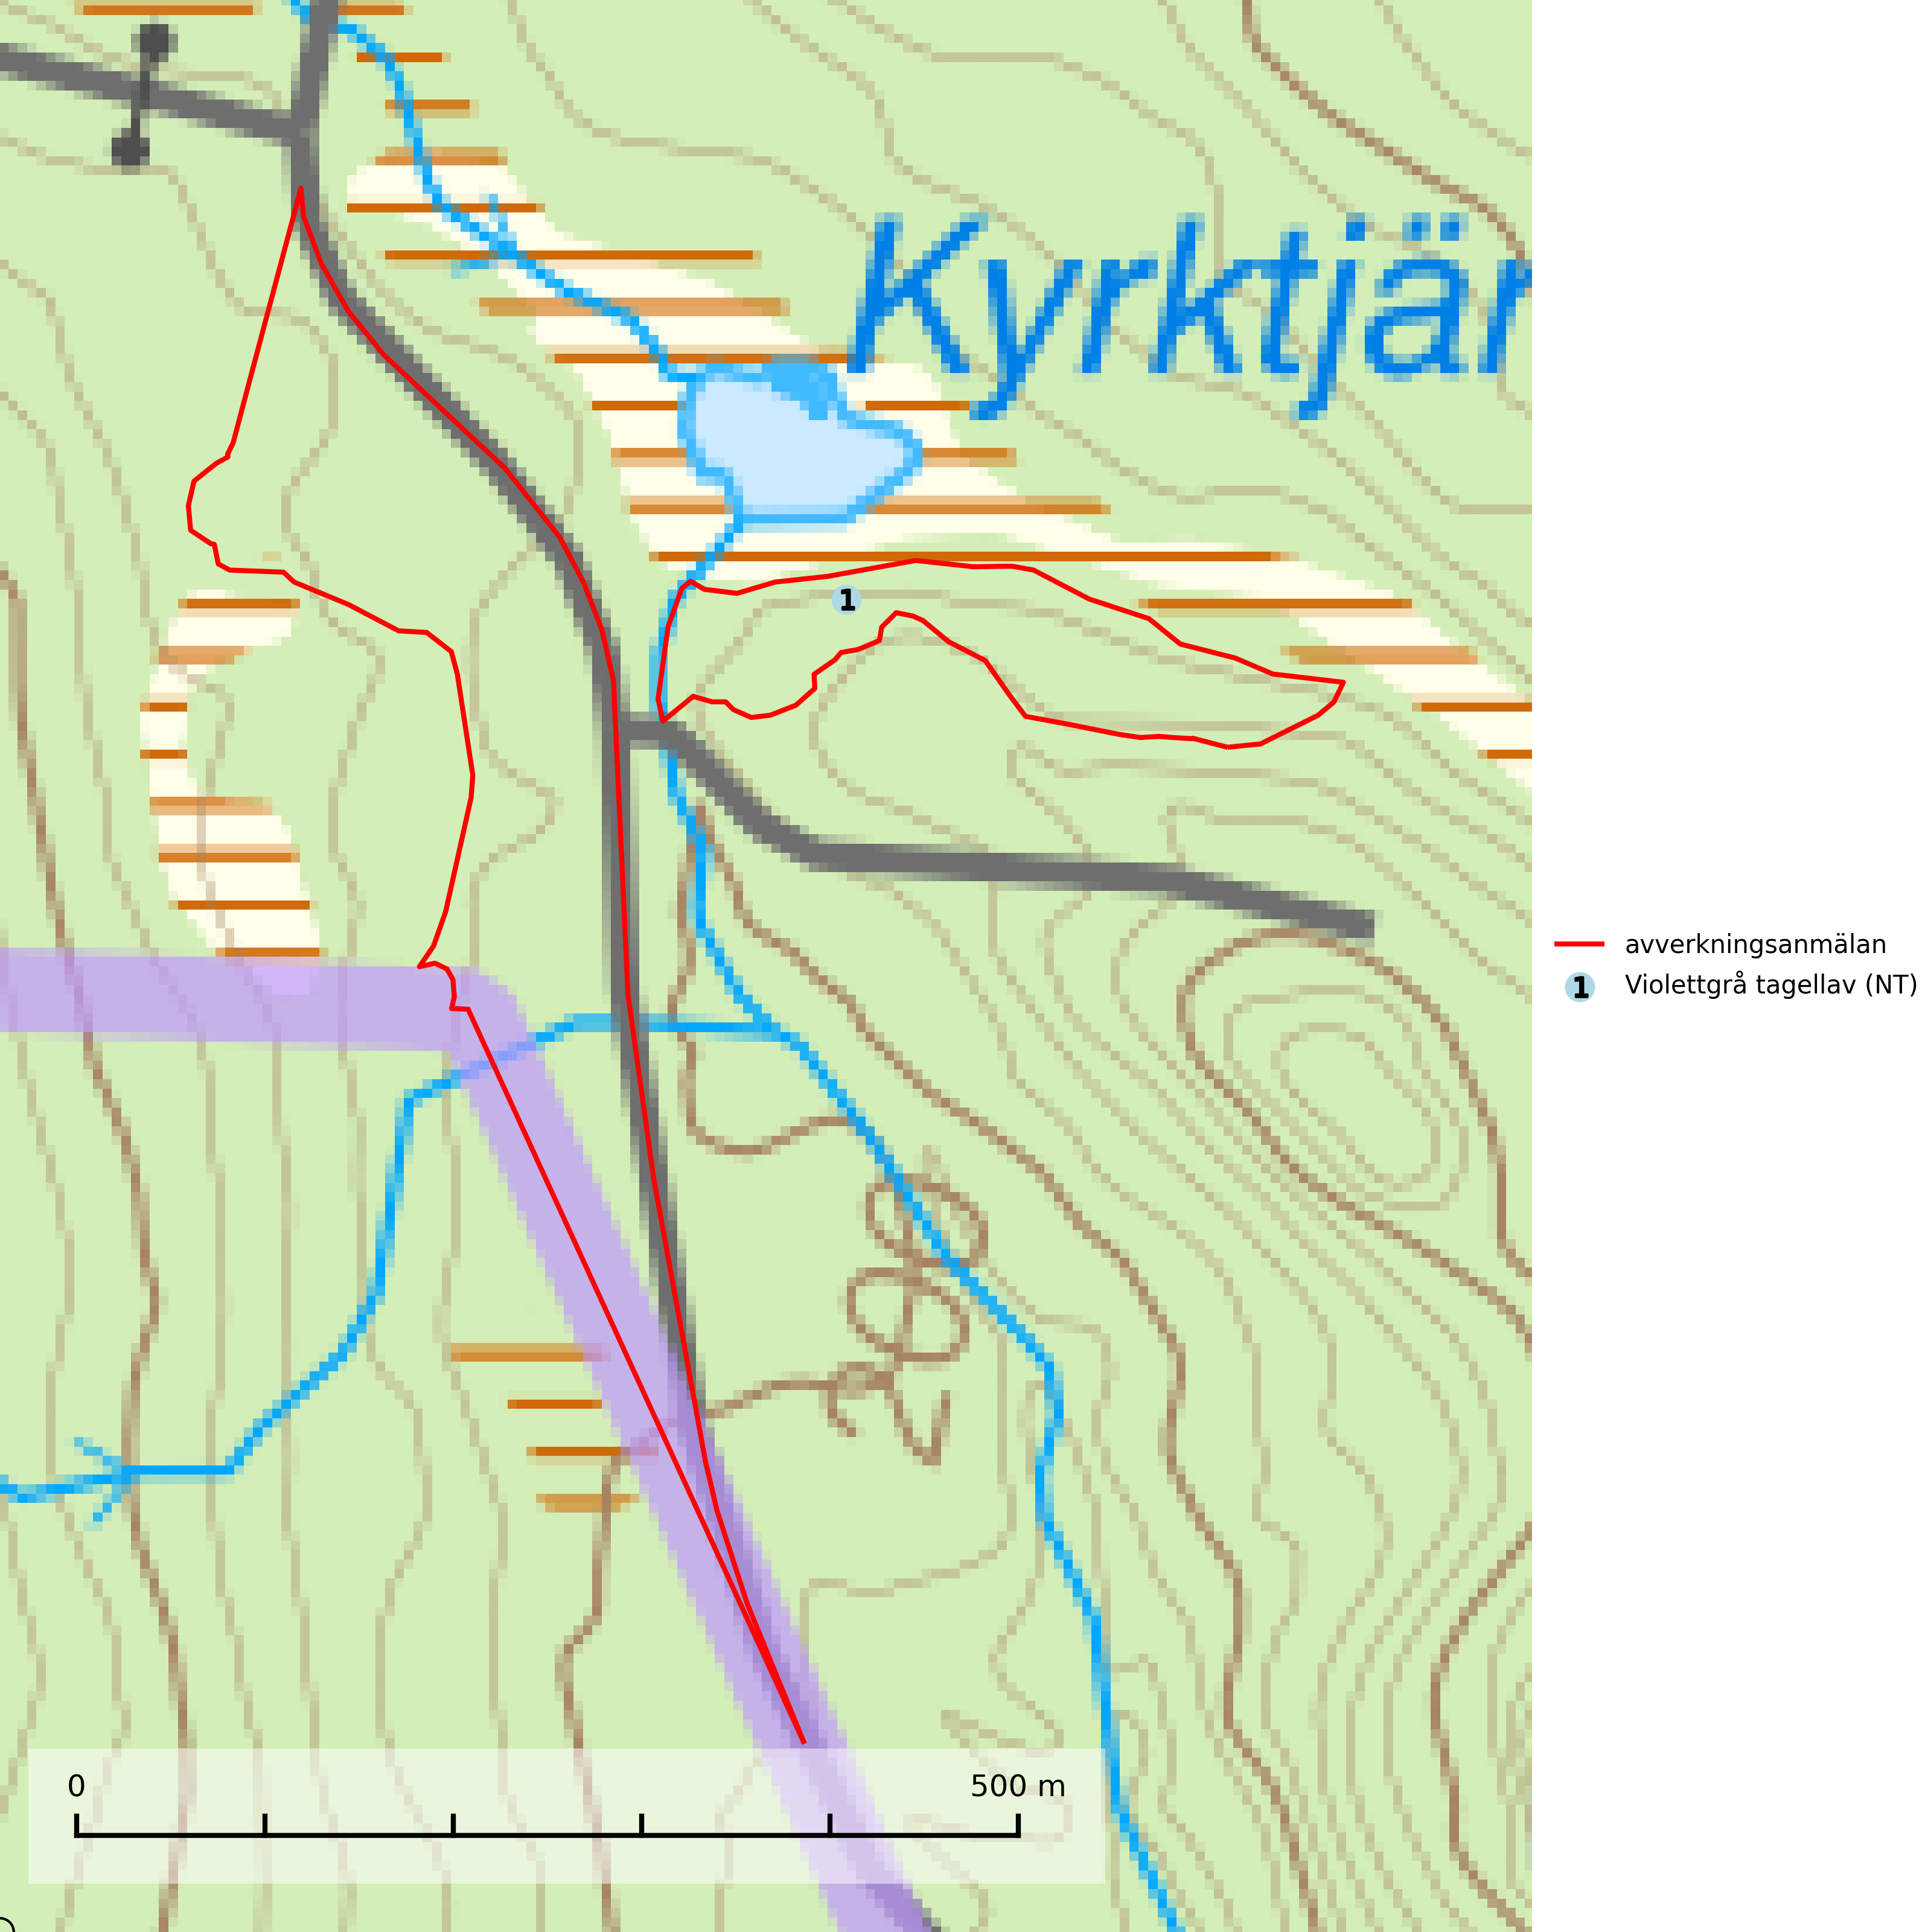 Kyrktjär
1
avverkningsanmälan
1 Violettgrå tagellav (NT)
0 500 m